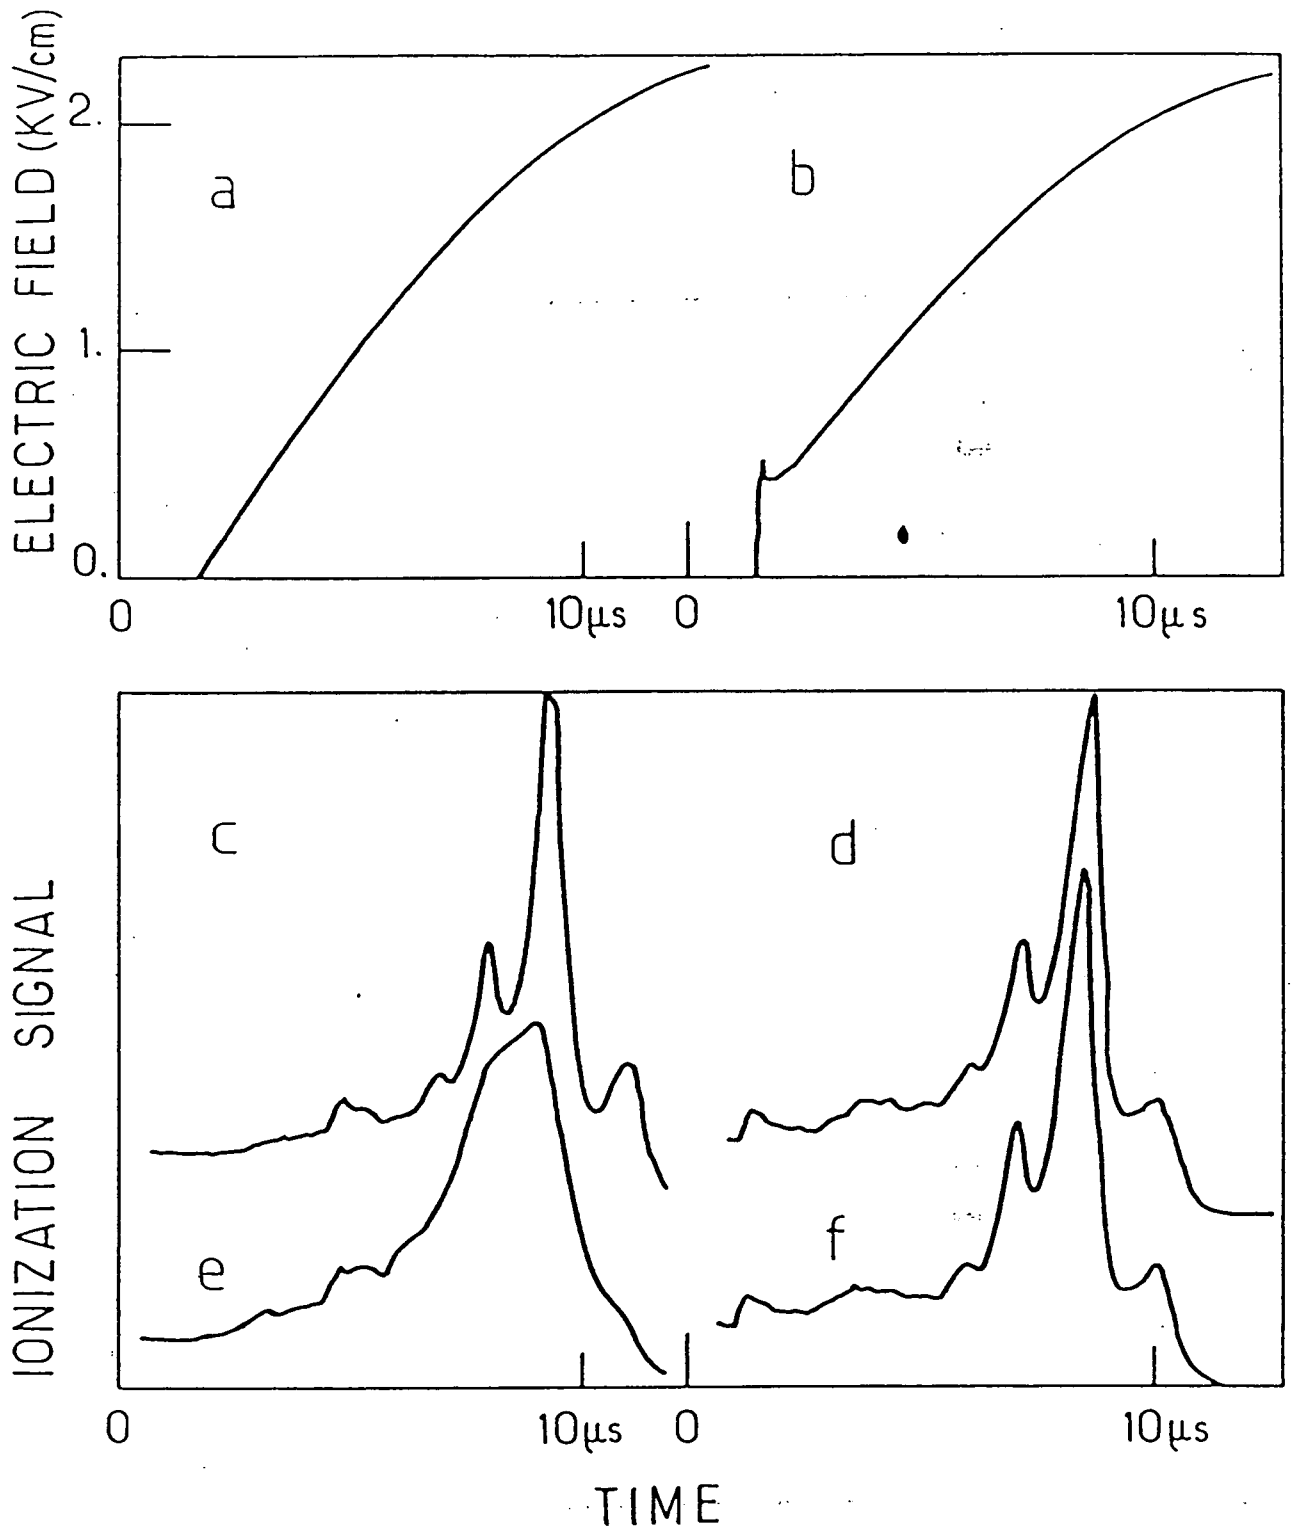 ELECTRIC FIELD (KV/cm)
2.
1.
0.
a
b
0
10μs
0
10μs
IONIZATION SIGNAL
c
d
e
f
0
10μs
0
10μs
TIME